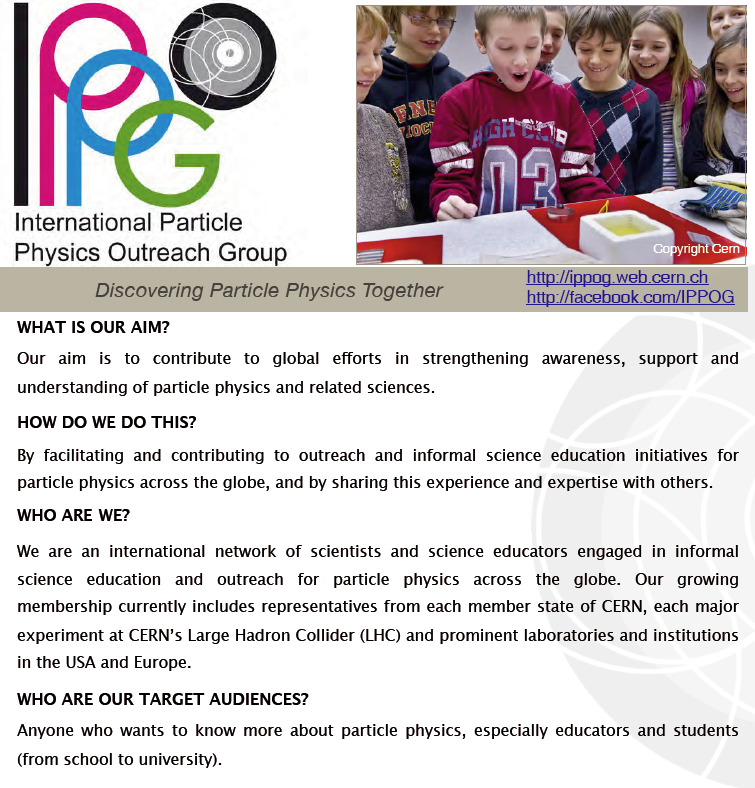 IPPOG
International Particle
Physics Outreach Group
HIGH
03
Copyright Cern
Discovering Particle Physics Together
http://ippog.web.cern.ch
http://facebook.com/IPPOG
WHAT IS OUR AIM?
Our aim is to contribute to global efforts in strengthening awareness, support and
understanding of particle physics and related sciences.
HOW DO WE DO THIS?
By facilitating and contributing to outreach and informal science education initiatives for
particle physics across the globe, and by sharing this experience and expertise with others.
WHO ARE WE?
We are an international network of scientists and science educators engaged in informal
science education and outreach for particle physics across the globe. Our growing
membership currently includes representatives from each member state of CERN, each major
experiment at CERN’s Large Hadron Collider (LHC) and prominent laboratories and institutions
in the USA and Europe.
WHO ARE OUR TARGET AUDIENCES?
Anyone who wants to know more about particle physics, especially educators and students
(from school to university).